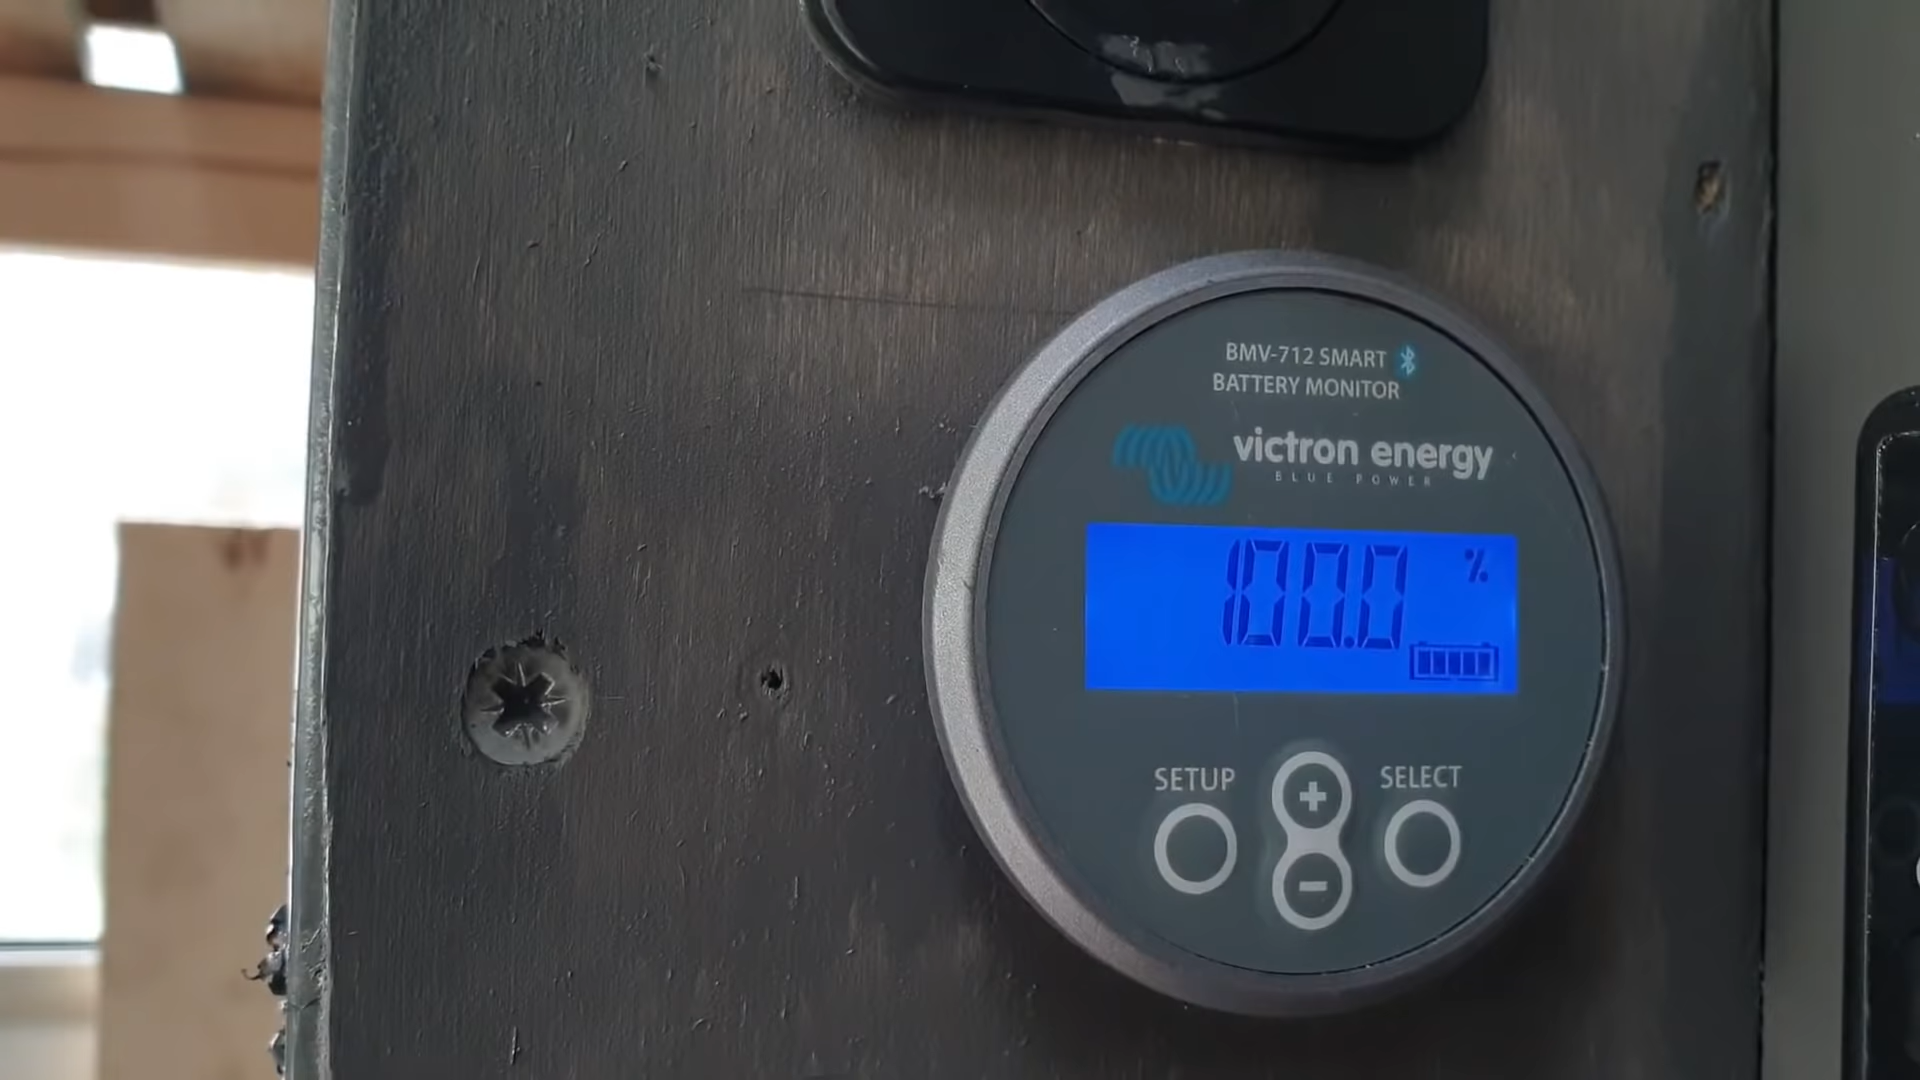 BMV-712 SMART
BATTERY MONITOR
victron energy
BLUE POWER
100.0 %
SETUP
+
SELECT
-